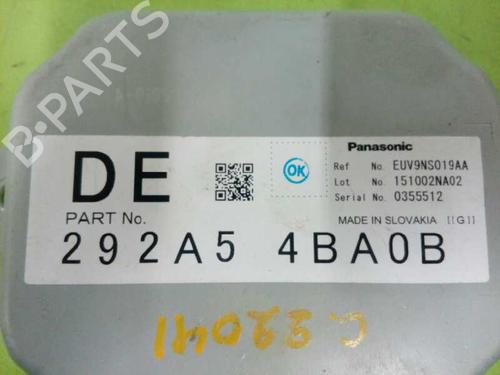 B-PARTS
DE
OK
Panasonic
Ref No. EUV9NS019AA
Lot No. 151002NA02
Serial No. 0355512
PART No.
MADE IN SLOVAKIA [[G]]
292A5 4BA0B
C22041